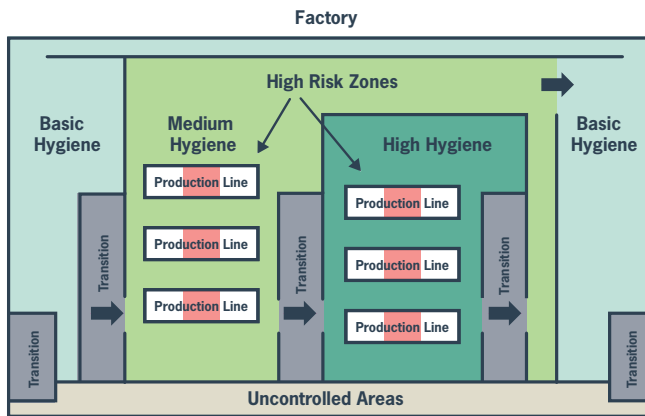 Factory
High Risk Zones
Basic
Hygiene
Medium
Hygiene
High Hygiene
Basic
Hygiene
Production Line
Production Line
Production Line
Production Line
Production Line
Production Line
Transition
Transition
Transition
Transition
Transition
Uncontrolled Areas